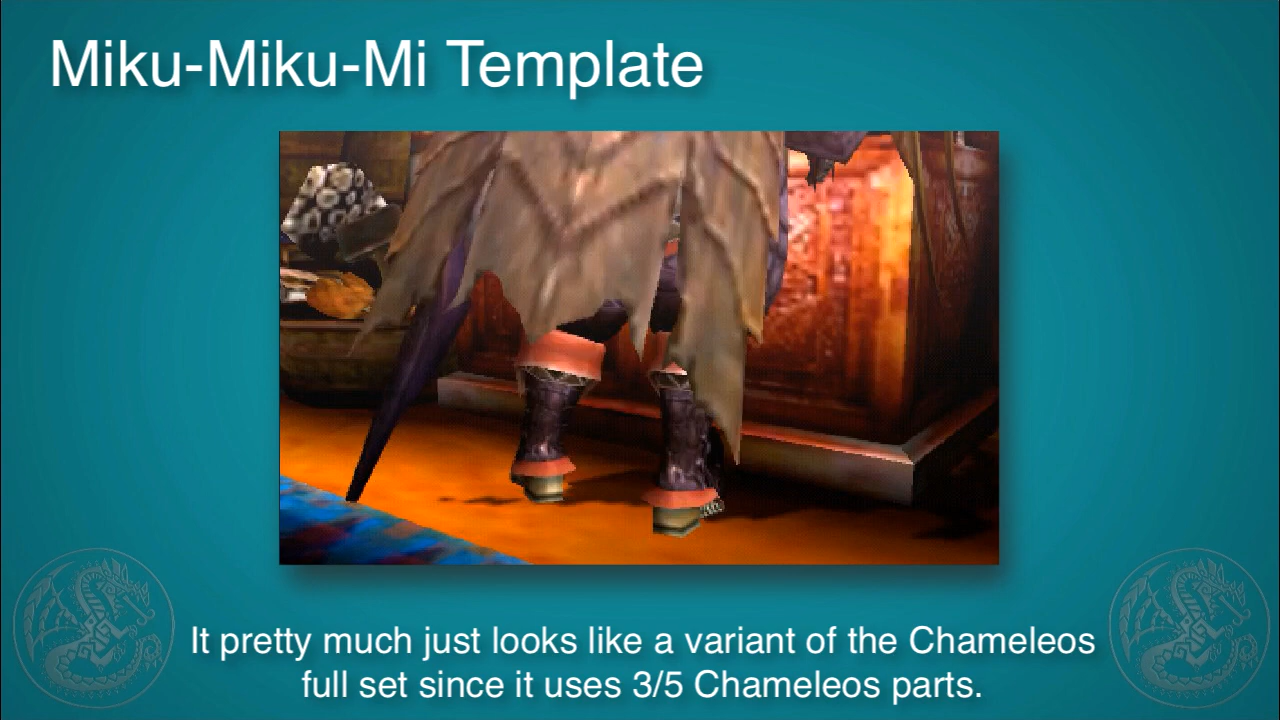 Miku-Miku-Mi Template
It pretty much just looks like a variant of the Chameleos
full set since it uses 3/5 Chameleos parts.